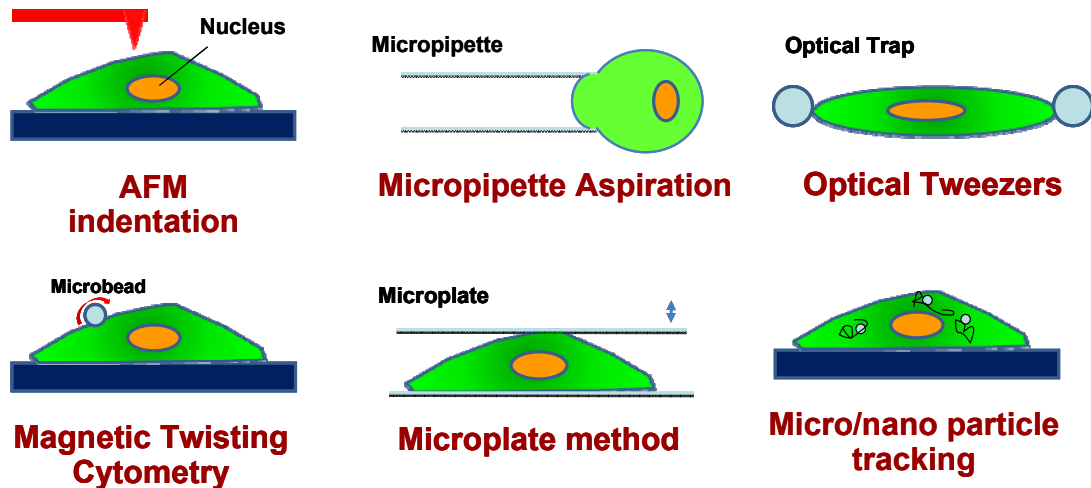 Nucleus
AFM
indentation
Micropipette
Micropipette Aspiration
Optical Trap
Optical Tweezers
Microbead
Magnetic Twisting
Cytometry
Microplate
Microplate method
Micro/nano particle
tracking